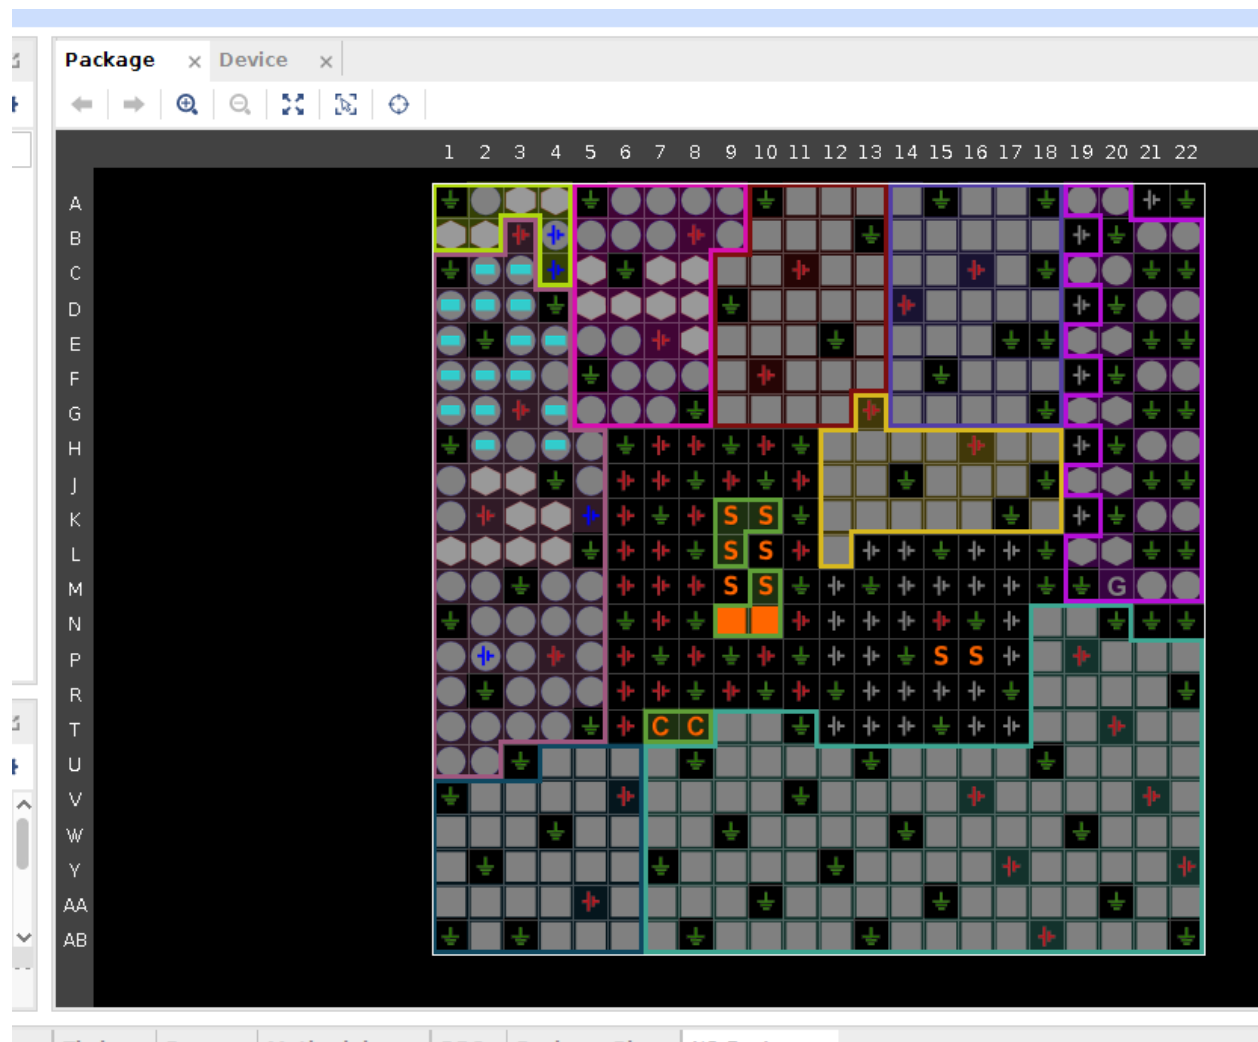 Package × Device ×
1 2 3 4 5 6 7 8 9 10 11 12 13 14 15 16 17 18 19 20 21 22
A
B
C
D
E
F
G
H
J
K S S
L S S
M S S G
N
P S S
R
T C C
U
V
W
Y
AA
AB